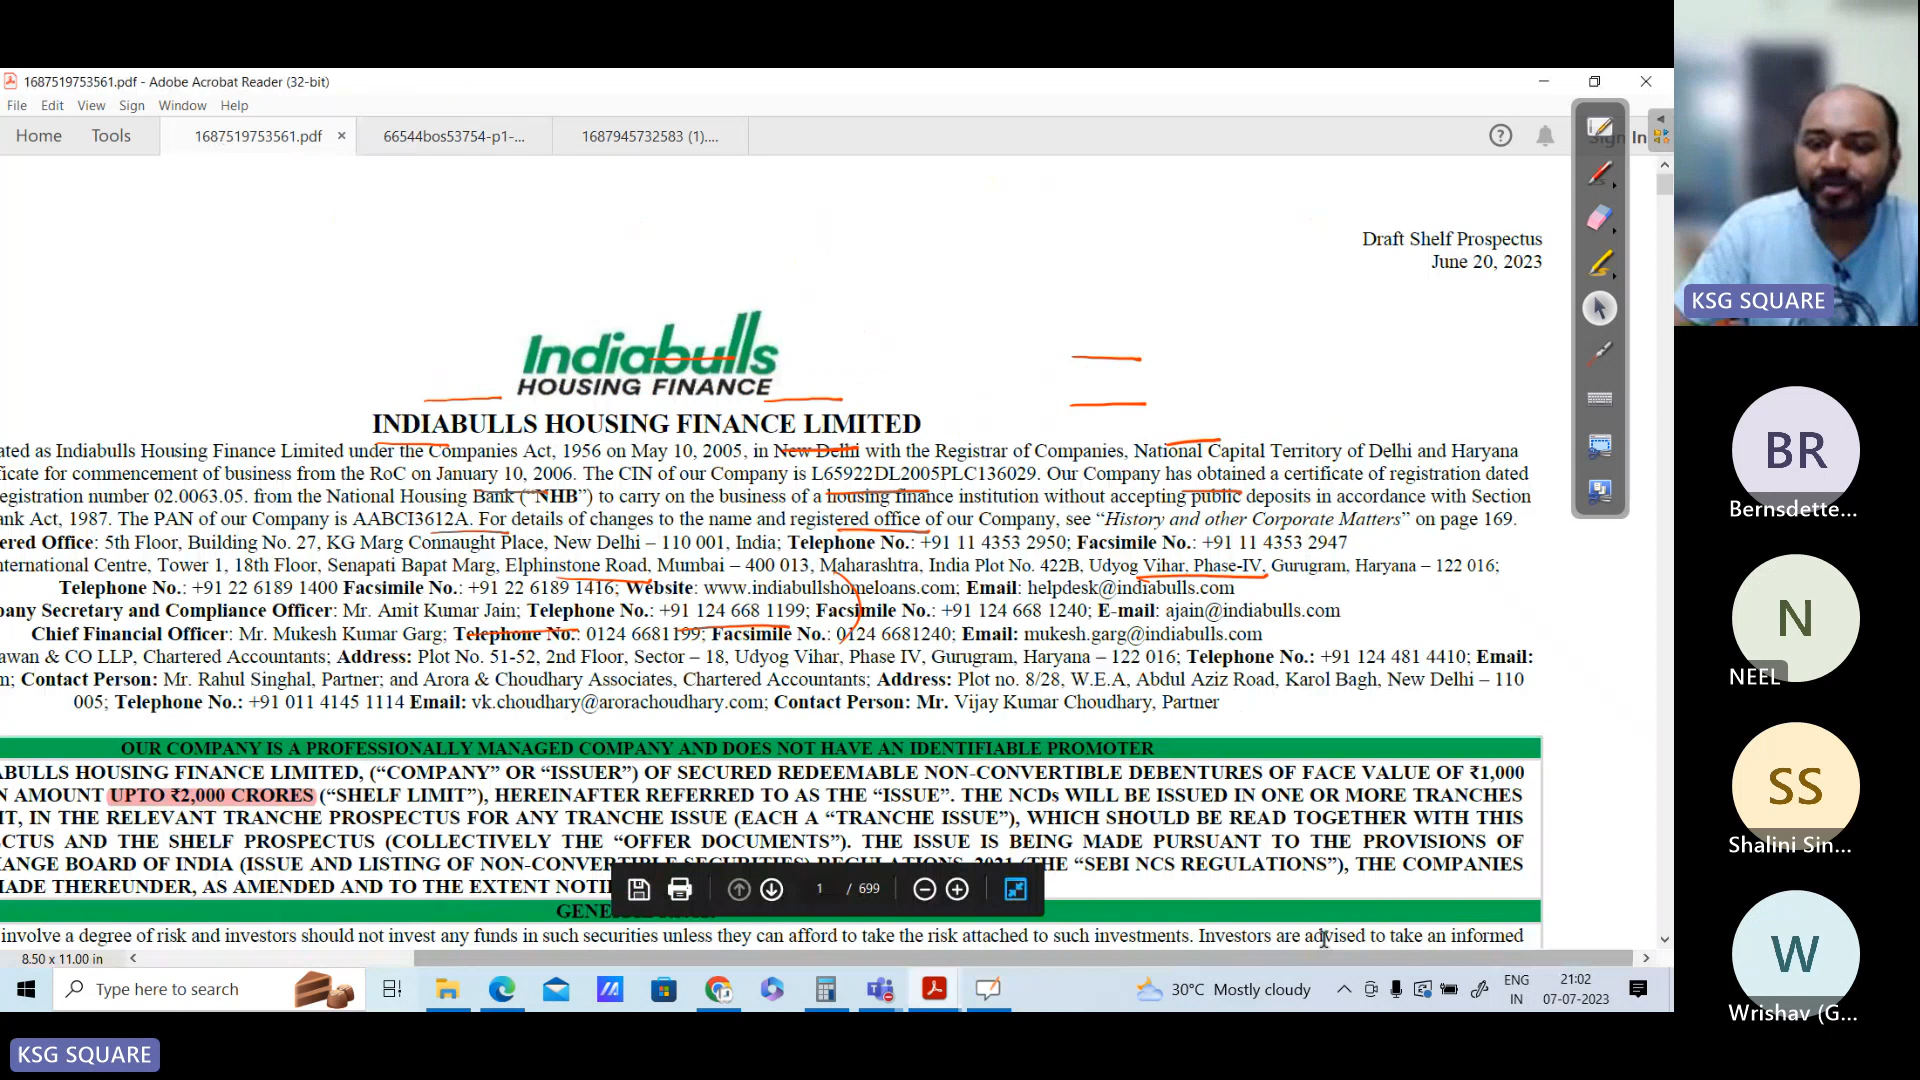 1687519753561.pdf - Adobe Acrobat Reader (32-bit)
File Edit View Sign Window Help
Home Tools 1687519753561.pdf × 66544bos53754-p1-... 1687945732583 (1).... Sign In
Draft Shelf Prospectus
June 20, 2023
Indiabulls
HOUSING FINANCE
INDIABULLS HOUSING FINANCE LIMITED
ated as Indiabulls Housing Finance Limited under the Companies Act, 1956 on May 10, 2005, in New Delhi with the Registrar of Companies, National Capital Territory of Delhi and Haryana
ficate for commencement of business from the RoC on January 10, 2006. The CIN of our Company is L65922DL2005PLC136029. Our Company has obtained a certificate of registration dated
egistration number 02.0063.05. from the National Housing Bank (“NHB”) to carry on the business of a housing finance institution without accepting public deposits in accordance with Section
ank Act, 1987. The PAN of our Company is AABCI3612A. For details of changes to the name and registered office of our Company, see “History and other Corporate Matters” on page 169.
ered Office: 5th Floor, Building No. 27, KG Marg Connaught Place, New Delhi – 110 001, India; Telephone No.: +91 11 4353 2950; Facsimile No.: +91 11 4353 2947
nternational Centre, Tower 1, 18th Floor, Senapati Bapat Marg, Elphinstone Road, Mumbai – 400 013, Maharashtra, India Plot No. 422B, Udyog Vihar, Phase-IV, Gurugram, Haryana – 122 016;
Telephone No.: +91 22 6189 1400 Facsimile No.: +91 22 6189 1416; Website: www.indiabullshomeloans.com; Email: helpdesk@indiabulls.com
pany Secretary and Compliance Officer: Mr. Amit Kumar Jain; Telephone No.: +91 124 668 1199; Facsimile No.: +91 124 668 1240; E-mail: ajain@indiabulls.com
Chief Financial Officer: Mr. Mukesh Kumar Garg; Telephone No.: 0124 6681199; Facsimile No.: 0124 6681240; Email: mukesh.garg@indiabulls.com
awan & CO LLP, Chartered Accountants; Address: Plot No. 51-52, 2nd Floor, Sector – 18, Udyog Vihar, Phase IV, Gurugram, Haryana – 122 016; Telephone No.: +91 124 481 4410; Email:
m; Contact Person: Mr. Rahul Singhal, Partner; and Arora & Choudhary Associates, Chartered Accountants; Address: Plot no. 8/28, W.E.A, Abdul Aziz Road, Karol Bagh, New Delhi – 110
005; Telephone No.: +91 011 4145 1114 Email: vk.choudhary@arorachoudhary.com; Contact Person: Mr. Vijay Kumar Choudhary, Partner
OUR COMPANY IS A PROFESSIONALLY MANAGED COMPANY AND DOES NOT HAVE AN IDENTIFIABLE PROMOTER
ABULLS HOUSING FINANCE LIMITED, (“COMPANY” OR “ISSUER”) OF SECURED REDEEMABLE NON-CONVERTIBLE DEBENTURES OF FACE VALUE OF ₹1,000
N AMOUNT UPTO ₹2,000 CRORES (“SHELF LIMIT”), HEREINAFTER REFERRED TO AS THE “ISSUE”. THE NCDs WILL BE ISSUED IN ONE OR MORE TRANCHES
IT, IN THE RELEVANT TRANCHE PROSPECTUS FOR ANY TRANCHE ISSUE (EACH A “TRANCHE ISSUE”), WHICH SHOULD BE READ TOGETHER WITH THIS
CTUS AND THE SHELF PROSPECTUS (COLLECTIVELY THE “OFFER DOCUMENTS”). THE ISSUE IS BEING MADE PURSUANT TO THE PROVISIONS OF
ANGE BOARD OF INDIA (ISSUE AND LISTING OF NON-CONVERTIBLE SECURITIES) REGULATIONS, 2021 (THE “SEBI NCS REGULATIONS”), THE COMPANIES
MADE THEREUNDER, AS AMENDED AND TO THE EXTENT NOTI
1 / 699
GENE
involve a degree of risk and investors should not invest any funds in such securities unless they can afford to take the risk attached to such investments. Investors are advised to take an informed
8.50 x 11.00 in
Type here to search
30°C Mostly cloudy
ENG
IN
21:02
07-07-2023
KSG SQUARE
BR
Bernsdette...
N
NEEL
SS
Shalini Sin...
W
Wrishav (G...
KSG SQUARE